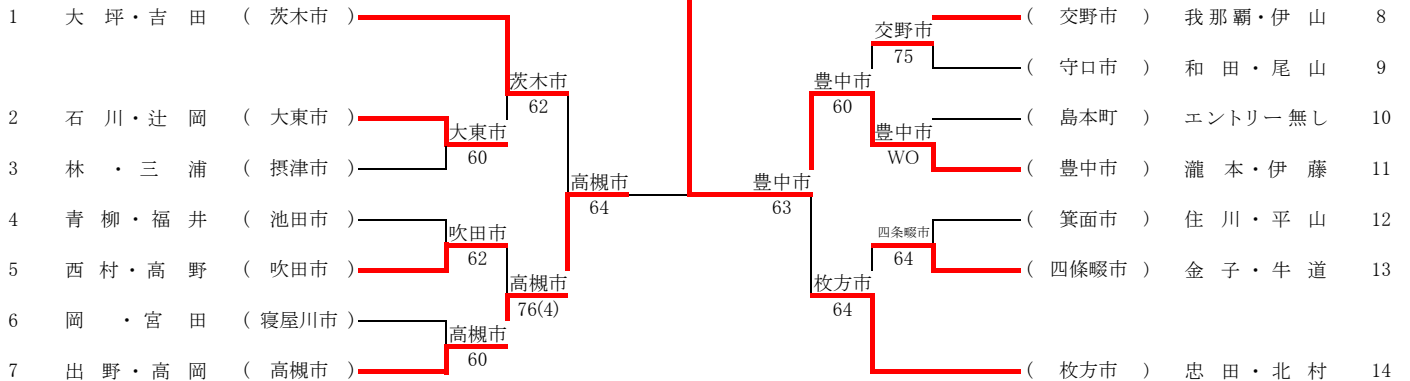 1 大 坪・吉 田 ( 茨木市 ) ( 交野市 ) 我那覇・伊 山 8
交野市
75
( 守口市 ) 和 田・尾 山 9
茨木市 豊中市
62 60
2 石 川・辻 岡 ( 大東市 ) ( 島本町 ) エントリー無し 10
大東市 豊中市
60 WO
3 林 ・ 三 浦 ( 摂津市 ) ( 豊中市 ) 瀧 本・伊 藤 11
高槻市 豊中市
64 63
4 青 柳・福 井 ( 池田市 ) ( 箕面市 ) 住 川・平 山 12
吹田市 四条畷市
62 64
5 西 村・高 野 ( 吹田市 ) ( 四條畷市 ) 金 子・牛 道 13
高槻市 枚方市
76(4) 64
6 岡 ・宮 田 ( 寝屋川市 )
高槻市
60
7 出 野・高 岡 ( 高槻市 ) ( 枚方市 ) 忠 田・北 村 14